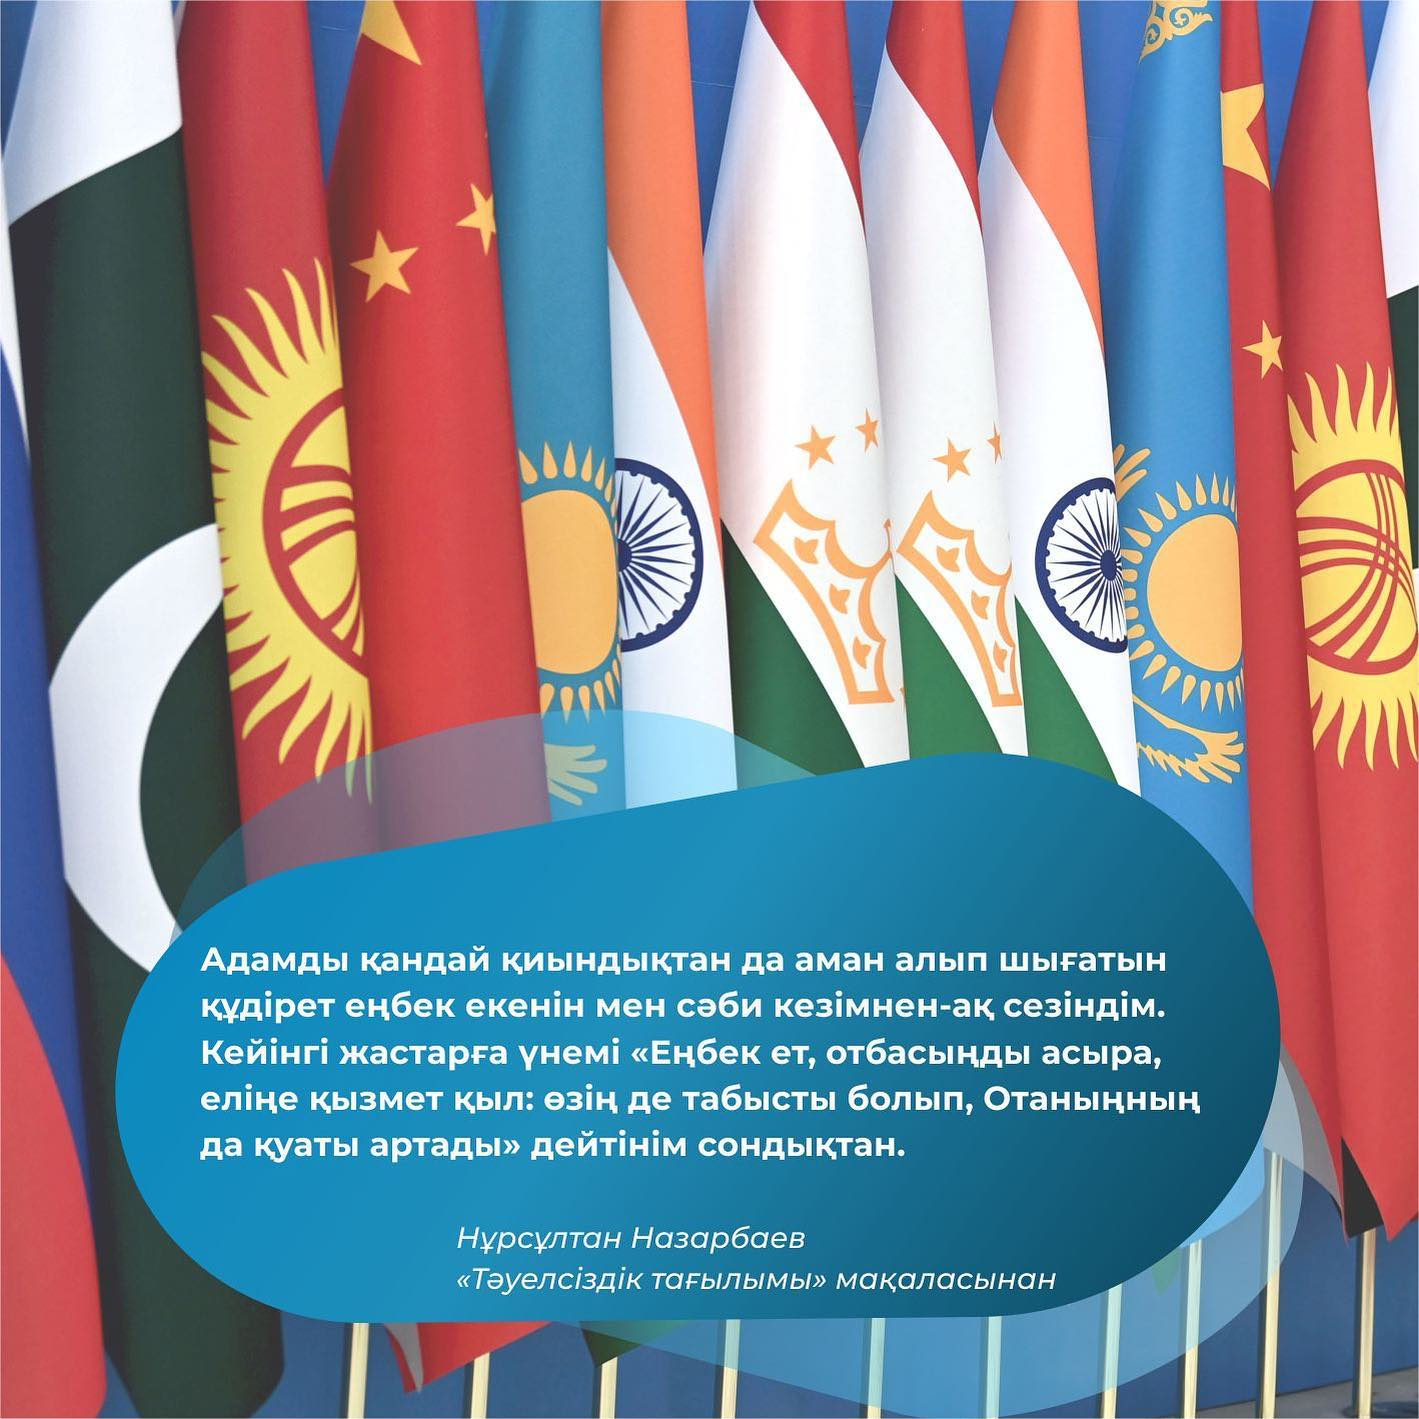 Адамды қандай қиындықтан да аман алып шығатын
құдірет еңбек екенін мен сәби кезімнен-ақ сезіндім.
Кейінгі жастарға үнемі «Еңбек ет, отбасыңды асыра,
еліңе қызмет қыл: өзің де табысты болып, Отаныңның
да қуаты артады» дейтінім сондықтан.
Нұрсұлтан Назарбаев
«Тәуелсіздік тағылымы» мақаласынан